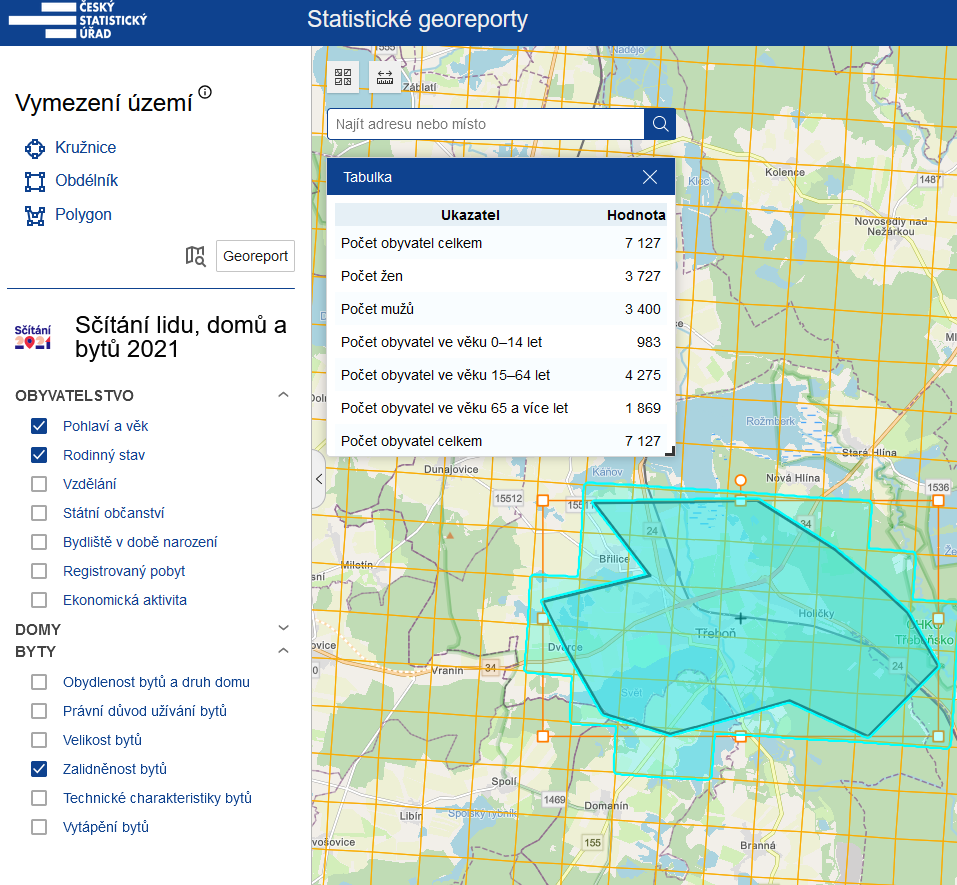 ČESKÝ
STATISTICKÝ
ÚŘAD
Statistické georeporty
Vymezení území
Kružnice
Obdélník
Polygon
Georeport
Sčítání
2021
Sčítání lidu, domů a
bytů 2021
OBYVATELSTVO
Pohlaví a věk
Rodinný stav
Vzdělání
Státní občanství
Bydliště v době narození
Registrovaný pobyt
Ekonomická aktivita
DOMY
BYTY
Obydlenost bytů a druh domu
Právní důvod užívání bytů
Velikost bytů
Zalidněnost bytů
Technické charakteristiky bytů
Vytápění bytů
Naděje
Záblatí
Najít adresu nebo místo
Tabulka
Ukazatel Hodnota
Počet obyvatel celkem 7 127
Počet žen 3 727
Počet mužů 3 400
Počet obyvatel ve věku 0–14 let 983
Počet obyvatel ve věku 15–64 let 4 275
Počet obyvatel ve věku 65 a více let 1 869
Počet obyvatel celkem 7 127
Klec
Kolence
1487
Novosedly nad
Nežárkou
Rožmberk
Stará Hlína
Dunajovice
Káňov
Nová Hlína
1536
15512
24
34
Břilice
Milotín
Holičky
Třeboň
CHKO
Třeboňsko
Dvorce
Vranín
34
24
Svět
Spolí
1469
Domanín
Libín
Spolský rybník
155
Branná